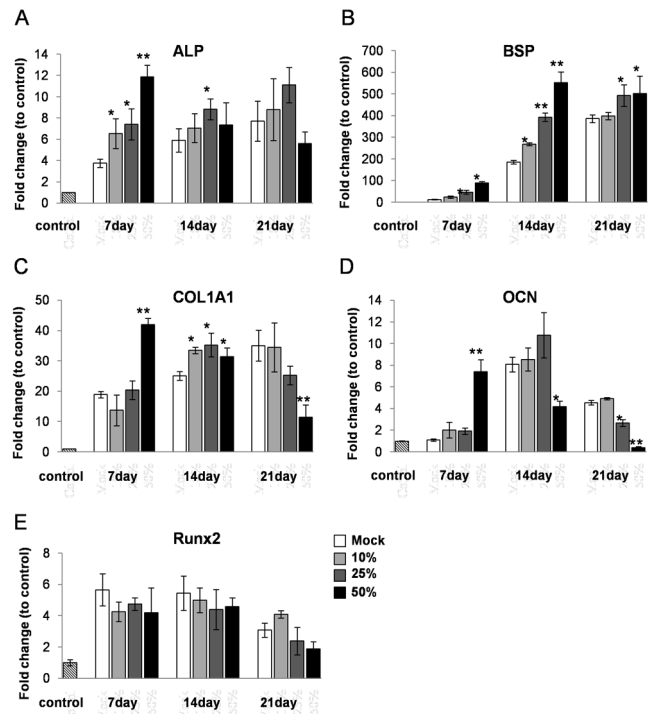 A
ALP
Fold change (to control)
14
12
10
8
6
4
2
0
*
*
**
*
control
7day
14day
21day
B
BSP
Fold change (to control)
700
600
500
400
300
200
100
0
*
*
*
**
**
*
*
control
7day
14day
21day
C
COL1A1
Fold change (to control)
50
40
30
20
10
0
**
*
*
*
**
control
7day
14day
21day
D
OCN
Fold change (to control)
14
12
10
8
6
4
2
0
**
*
*
**
control
7day
14day
21day
E
Runx2
Fold change (to control)
8
6
4
2
0
control
7day
14day
21day
Mock
10%
25%
50%